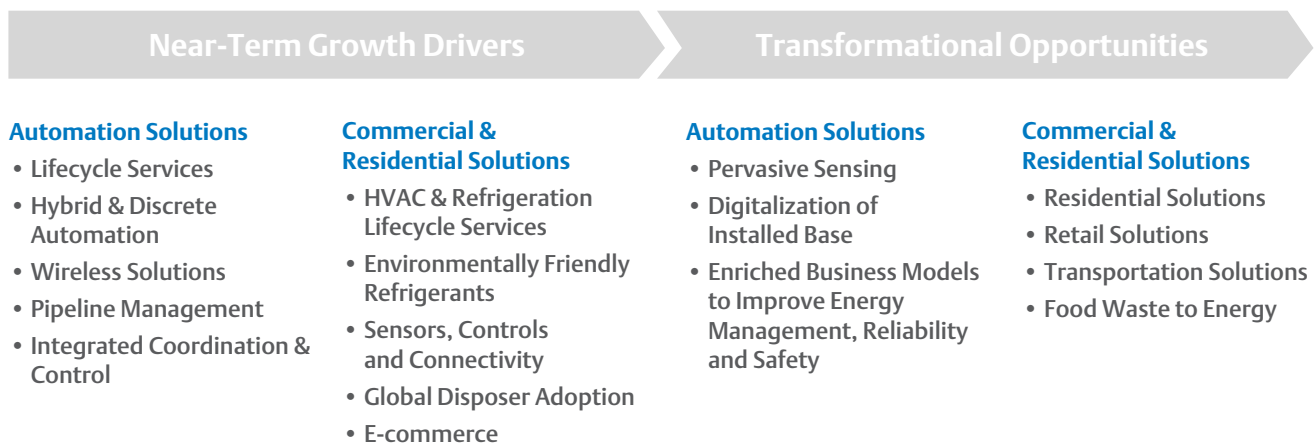 Near-Term Growth Drivers
Transformational Opportunities
Automation Solutions
• Lifecycle Services
• Hybrid & Discrete
Automation
• Wireless Solutions
• Pipeline Management
• Integrated Coordination &
Control
Commercial &
Residential Solutions
• HVAC & Refrigeration
Lifecycle Services
• Environmentally Friendly
Refrigerants
• Sensors, Controls
and Connectivity
• Global Disposer Adoption
• E-commerce
Automation Solutions
• Pervasive Sensing
• Digitalization of
Installed Base
• Enriched Business Models
to Improve Energy
Management, Reliability
and Safety
Commercial &
Residential Solutions
• Residential Solutions
• Retail Solutions
• Transportation Solutions
• Food Waste to Energy